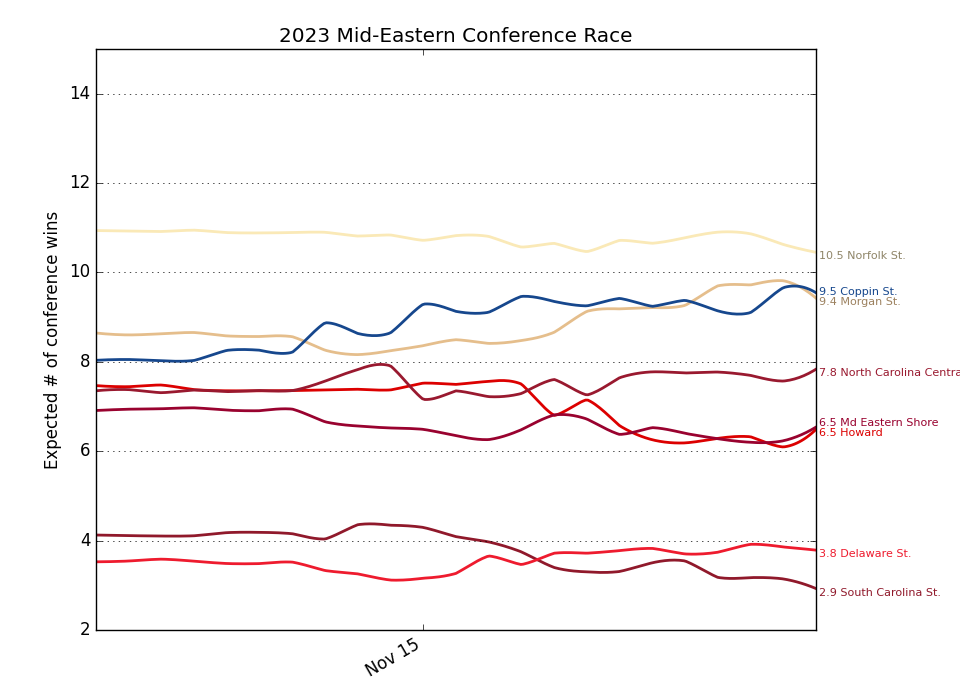 2023 Mid-Eastern Conference Race
Expected # of conference wins
14
12
10
8
6
4
2
Nov 15
10.5 Norfolk St.
9.5 Coppin St.
9.4 Morgan St.
7.8 North Carolina Centra
6.5 Md Eastern Shore
6.5 Howard
3.8 Delaware St.
2.9 South Carolina St.